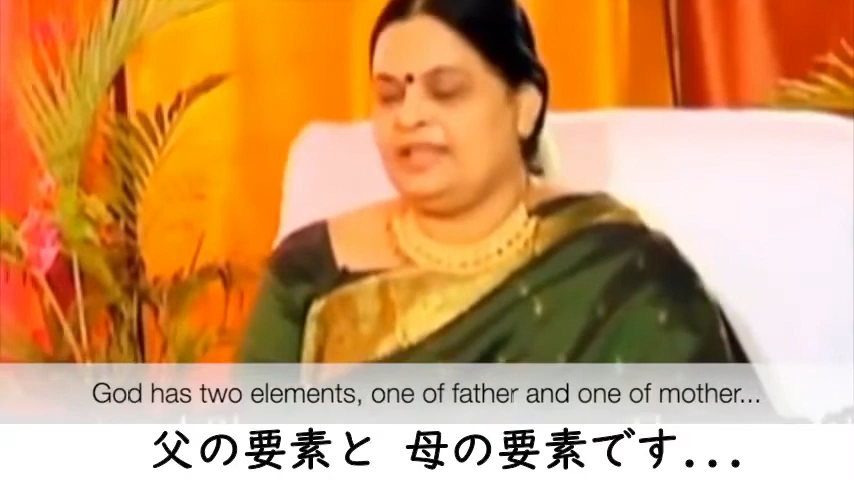 God has two elements, one of father and one of mother...
父の要素と 母の要素です...